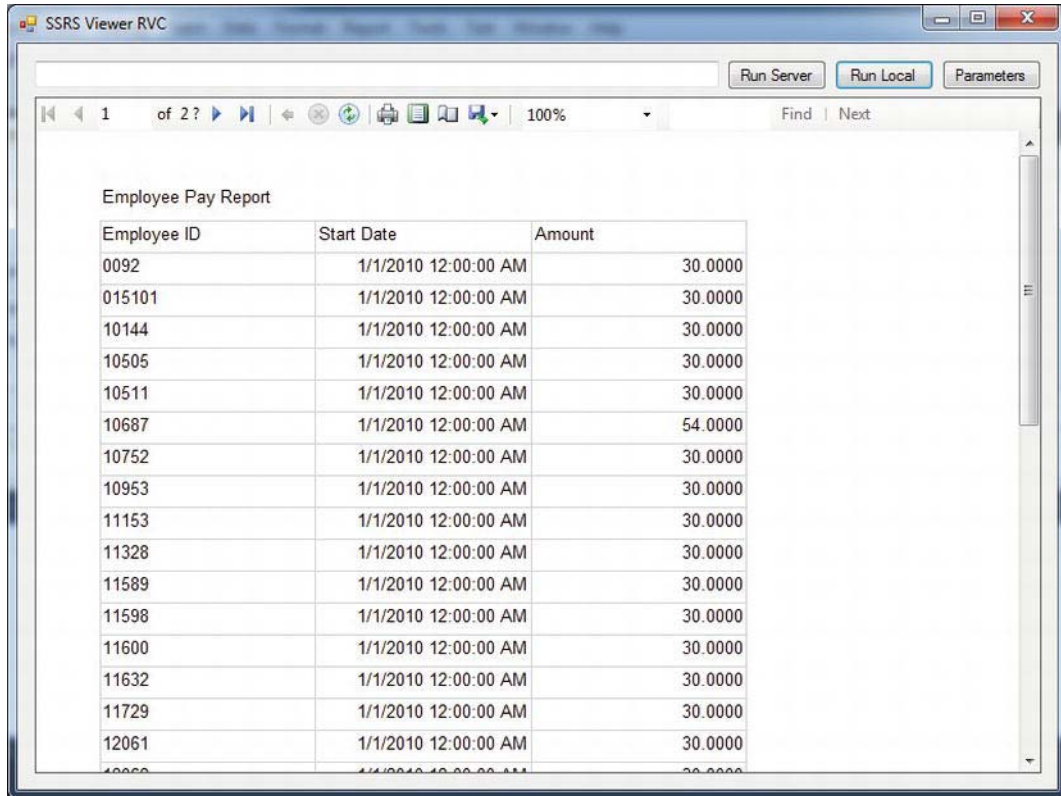 SSRS Viewer RVC
Run Server Run Local Parameters
1 of 2 ? 100% Find | Next
Employee Pay Report
Employee ID Start Date Amount
0092 1/1/2010 12:00:00 AM 30.0000
015101 1/1/2010 12:00:00 AM 30.0000
10144 1/1/2010 12:00:00 AM 30.0000
10505 1/1/2010 12:00:00 AM 30.0000
10511 1/1/2010 12:00:00 AM 30.0000
10687 1/1/2010 12:00:00 AM 54.0000
10752 1/1/2010 12:00:00 AM 30.0000
10953 1/1/2010 12:00:00 AM 30.0000
11153 1/1/2010 12:00:00 AM 30.0000
11328 1/1/2010 12:00:00 AM 30.0000
11589 1/1/2010 12:00:00 AM 30.0000
11598 1/1/2010 12:00:00 AM 30.0000
11600 1/1/2010 12:00:00 AM 30.0000
11632 1/1/2010 12:00:00 AM 30.0000
11729 1/1/2010 12:00:00 AM 30.0000
12061 1/1/2010 12:00:00 AM 30.0000